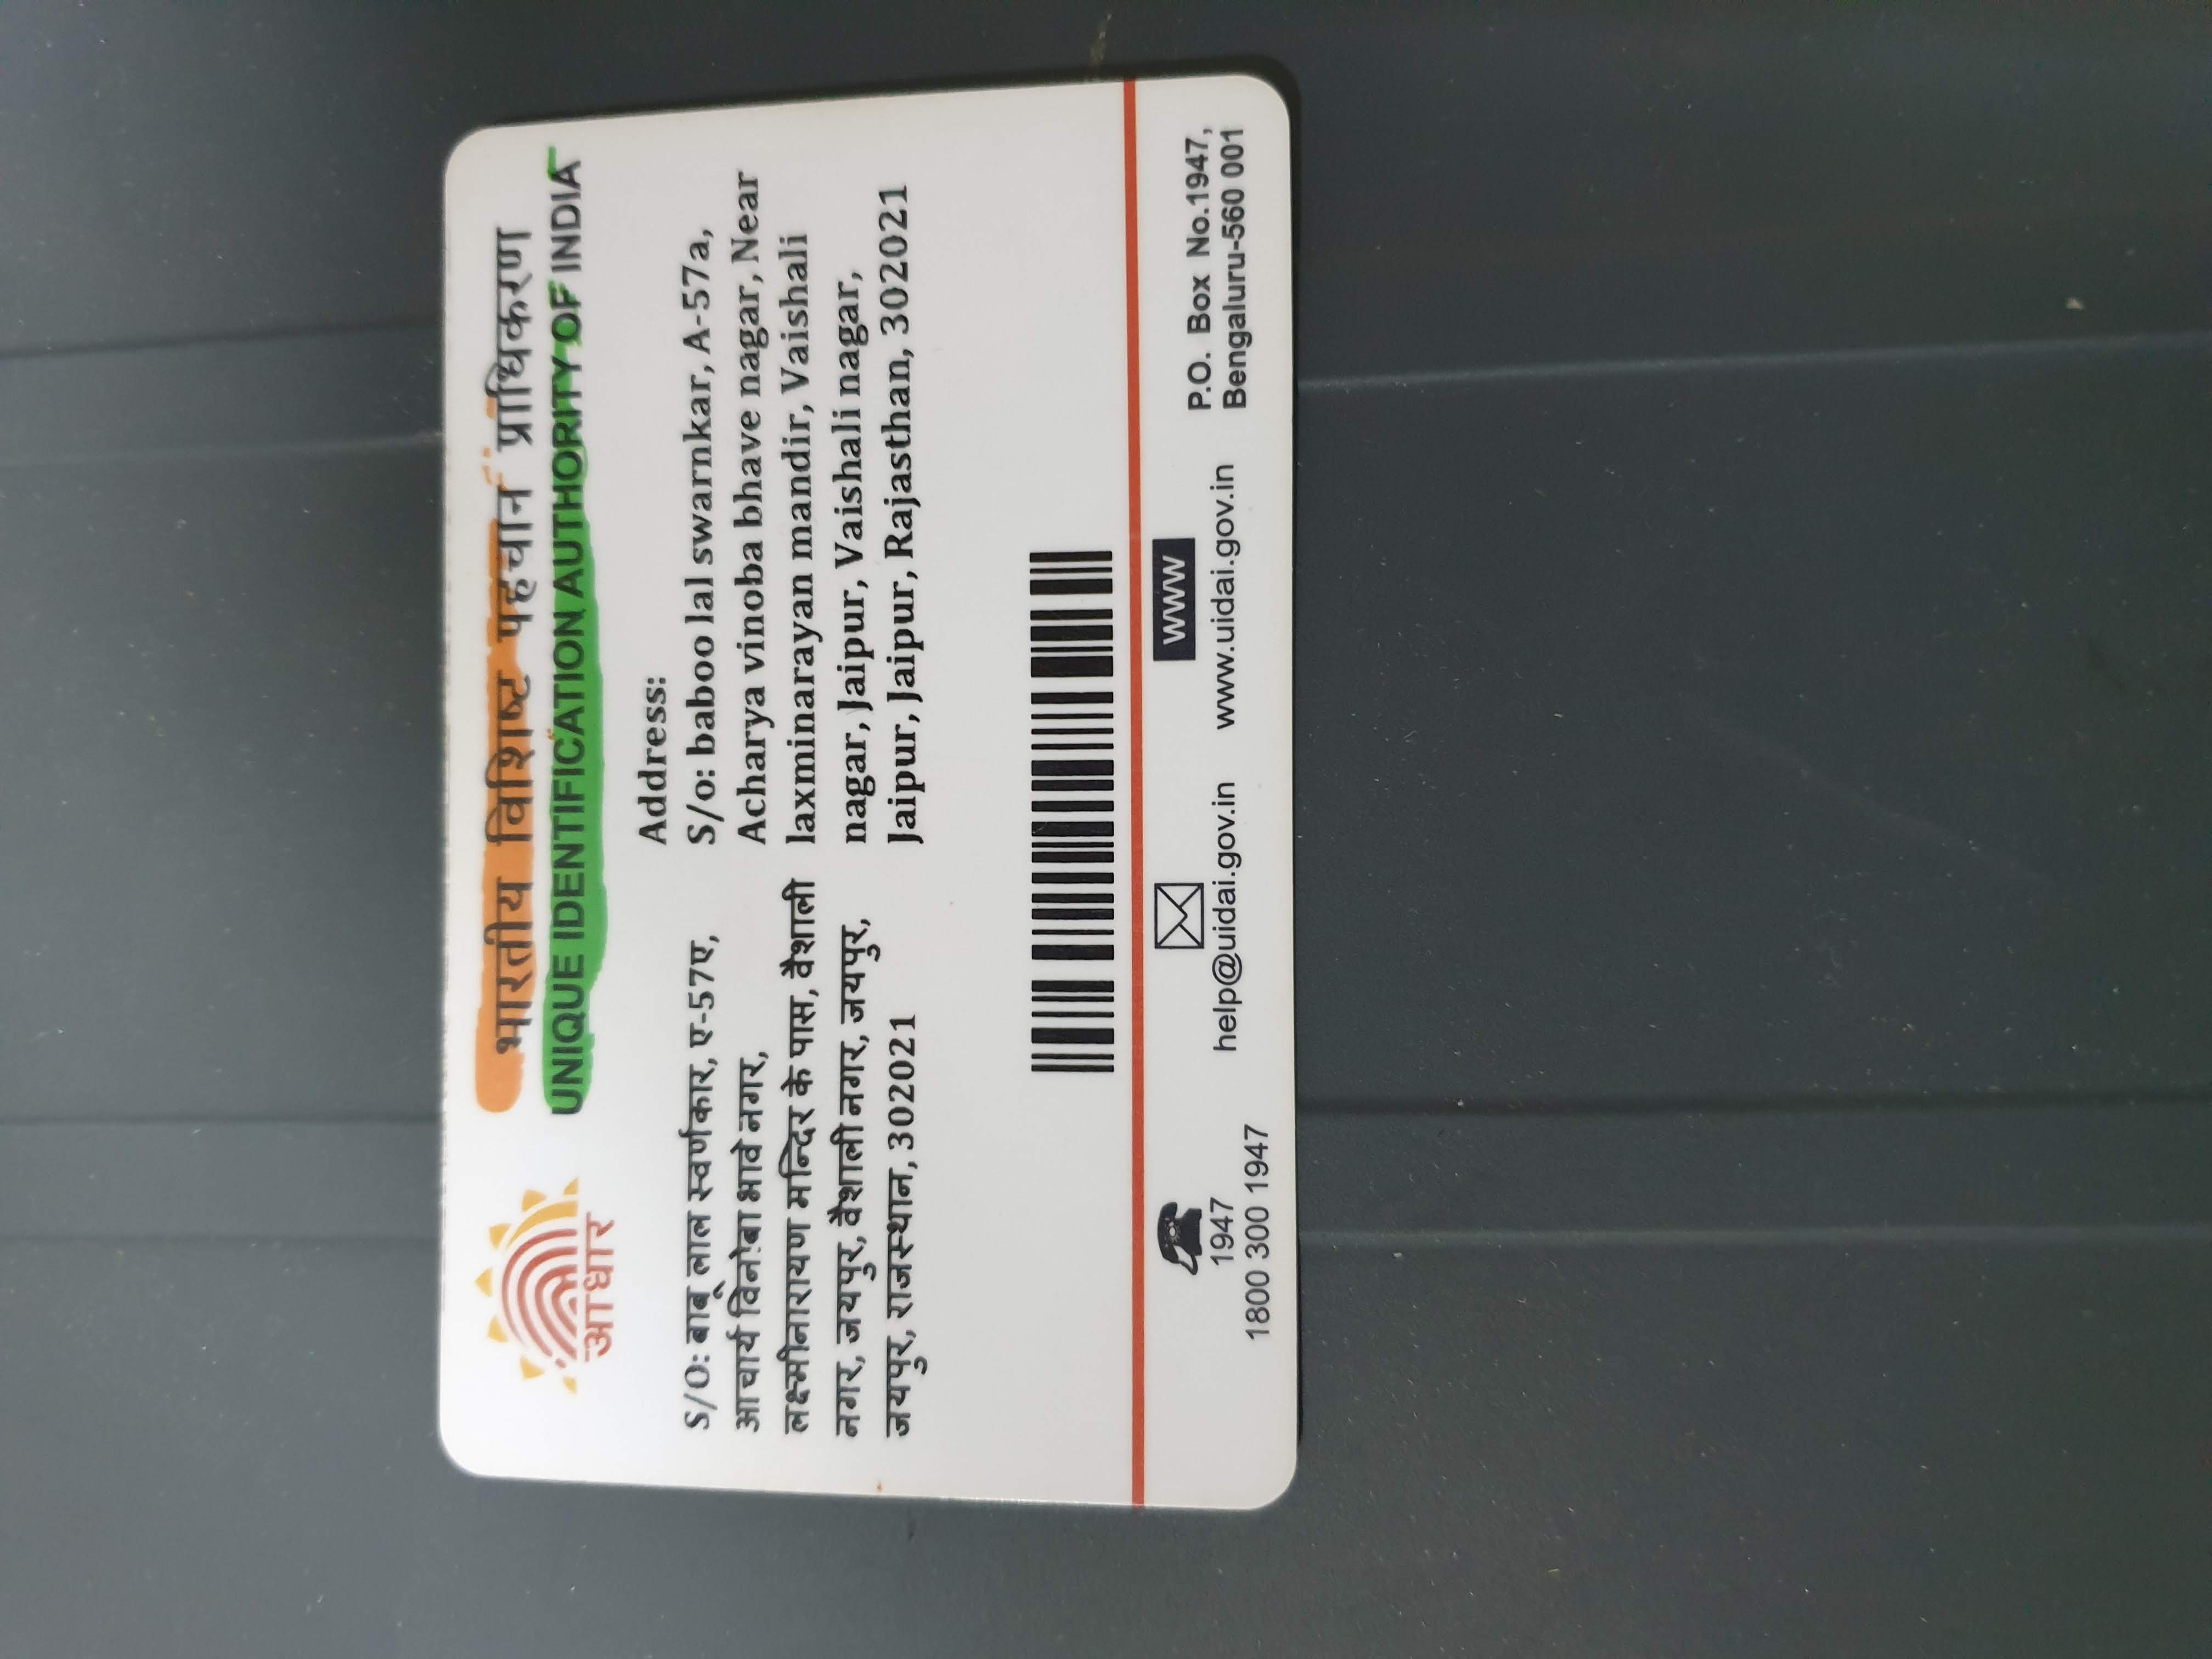 भारतीय विशिष्ट पहचान प्राधिकरण
UNIQUE IDENTIFICATION AUTHORITY OF INDIA
आधार
S/O: बाबू लाल स्वर्णकार, ए-57ए,
आचार्य विनोबा भावे नगर,
लक्ष्मीनारायण मन्दिर के पास, वैशाली
नगर, जयपुर, वैशाली नगर, जयपुर,
जयपुर, राजस्थान, 302021
Address:
S/o: baboo lal swarnkar, A-57a,
Acharya vinoba bhave nagar, Near
laxminarayan mandir, Vaishali
nagar, Jaipur, Vaishali nagar,
Jaipur, Jaipur, Rajasthan, 302021
1947
1800 300 1947
help@uidai.gov.in
WWW
www.uidai.gov.in
P.O. Box No.1947,
Bengaluru-560 001